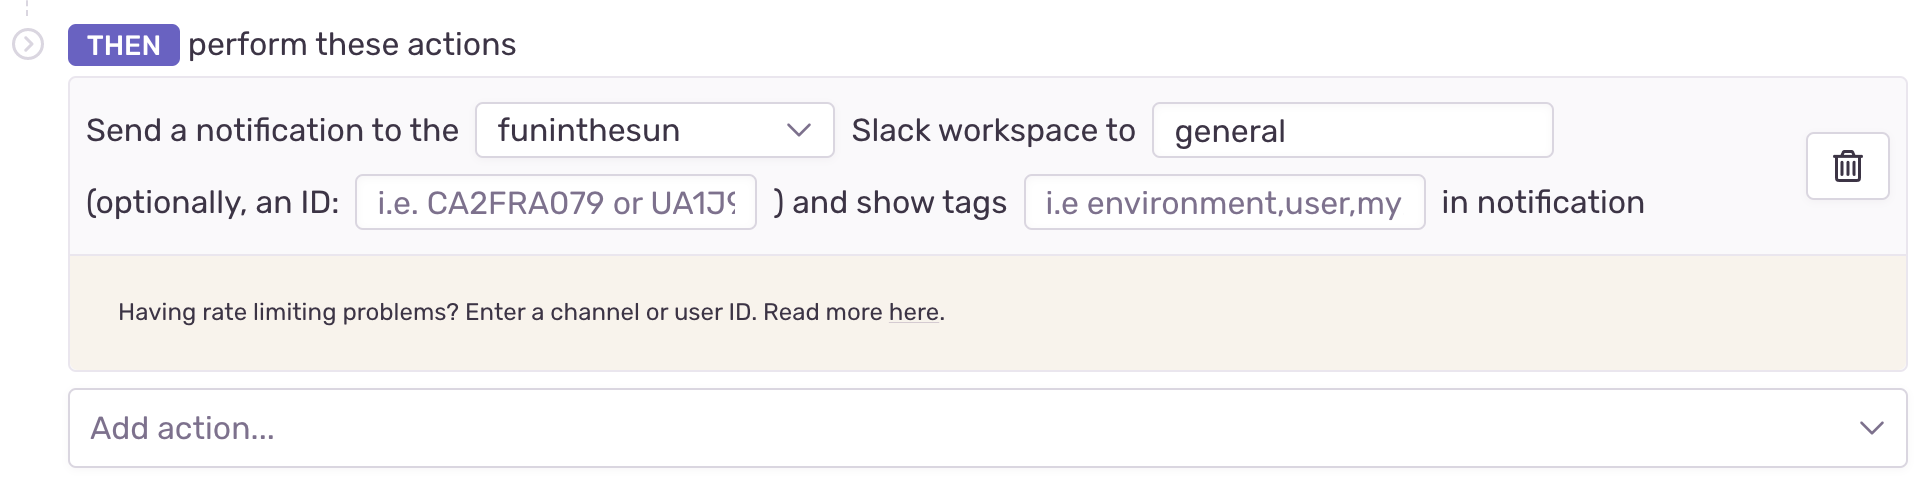 THEN perform these actions
Send a notification to the funinthesun Slack workspace to general
(optionally, an ID: i.e. CA2FRA079 or UA1J9 ) and show tags i.e environment,user,my in notification
Having rate limiting problems? Enter a channel or user ID. Read more here.
Add action...